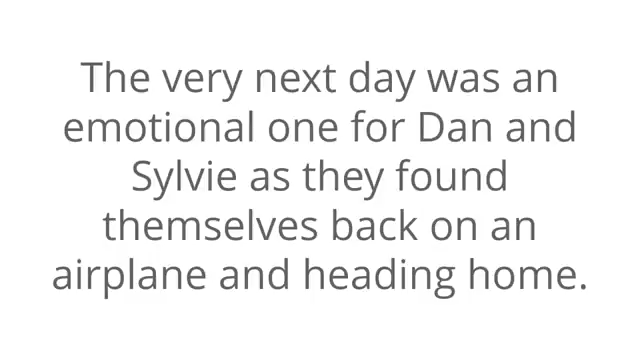 The very next day was an
emotional one for Dan and
Sylvie as they found
themselves back on an
airplane and heading home.